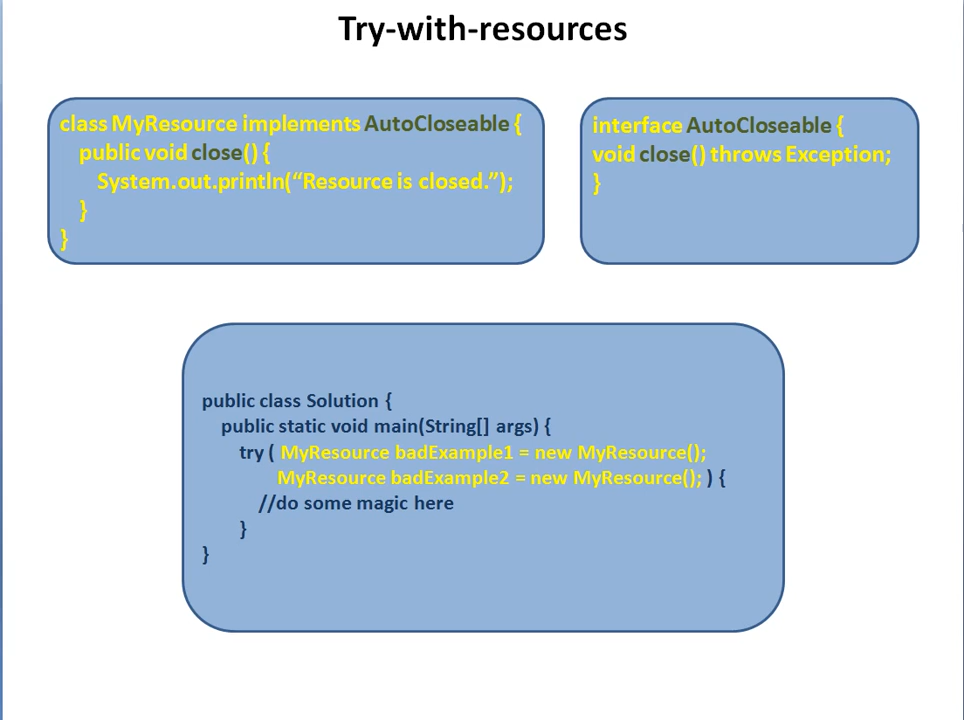 Try-with-resources
class MyResource implements AutoCloseable {
public void close() {
System.out.println(“Resource is closed.”);
}
}
interface AutoCloseable {
void close() throws Exception;
}
public class Solution {
public static void main(String[] args) {
try ( MyResource badExample1 = new MyResource();
MyResource badExample2 = new MyResource(); ) {
//do some magic here
}
}